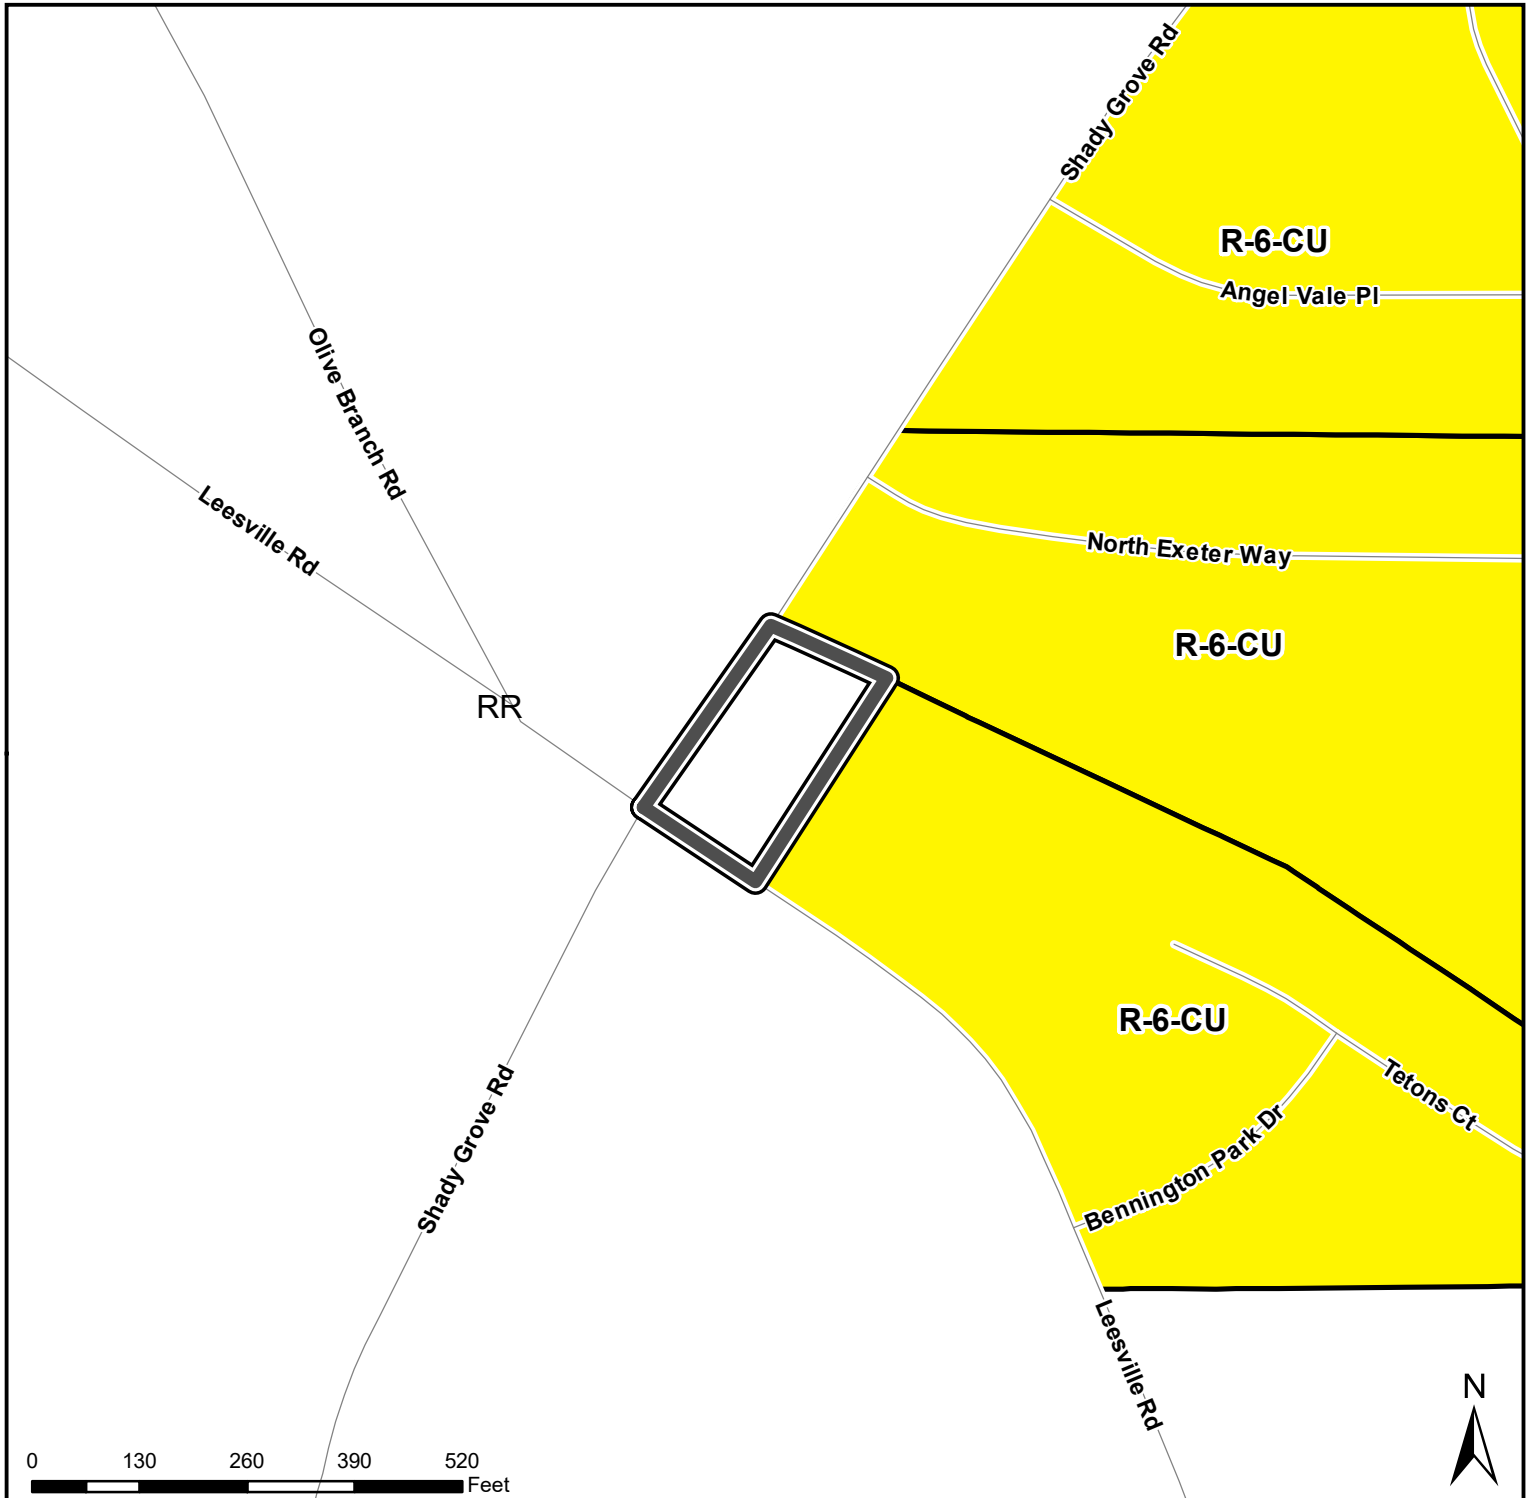 Shady Grove Rd
R-6-CU
Angel Vale Pl
Olive Branch Rd
Leesville Rd
North Exeter Way
R-6-CU
RR
R-6-CU
Tetons Ct
Bennington Park Dr
Shady Grove Rd
Leesville Rd
N
0 130 260 390 520
Feet